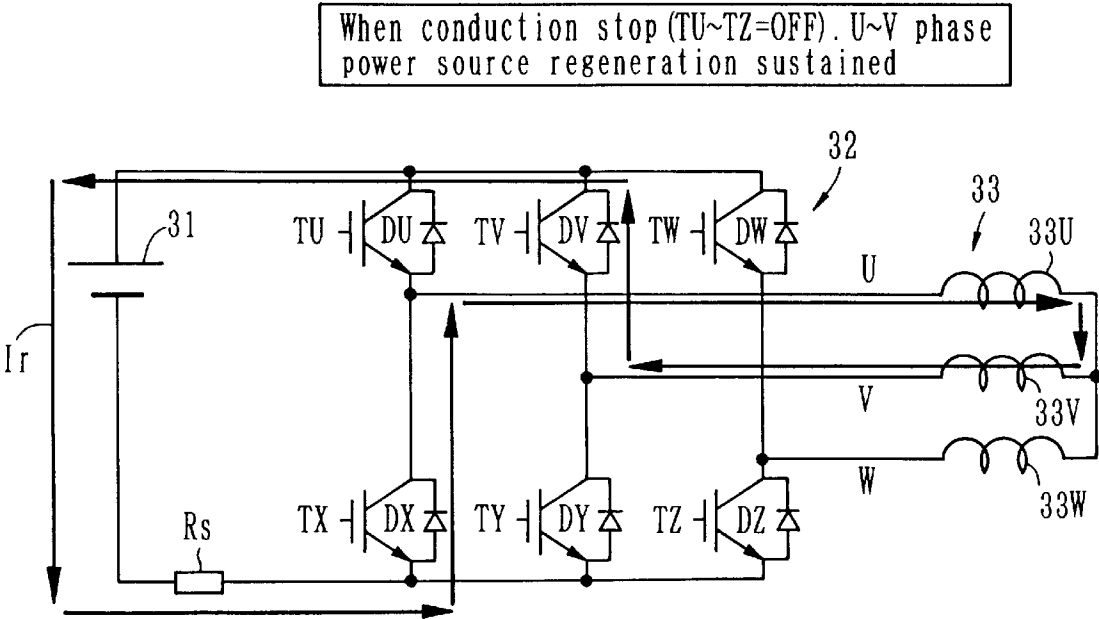 When conduction stop (TU~TZ=OFF). U~V phase
power source regeneration sustained
32
31
TU
DU
TV
DV
TW
DW
33
33U
U
Ir
V
33V
W
33W
Rs
TX
DX
TY
DY
TZ
DZ